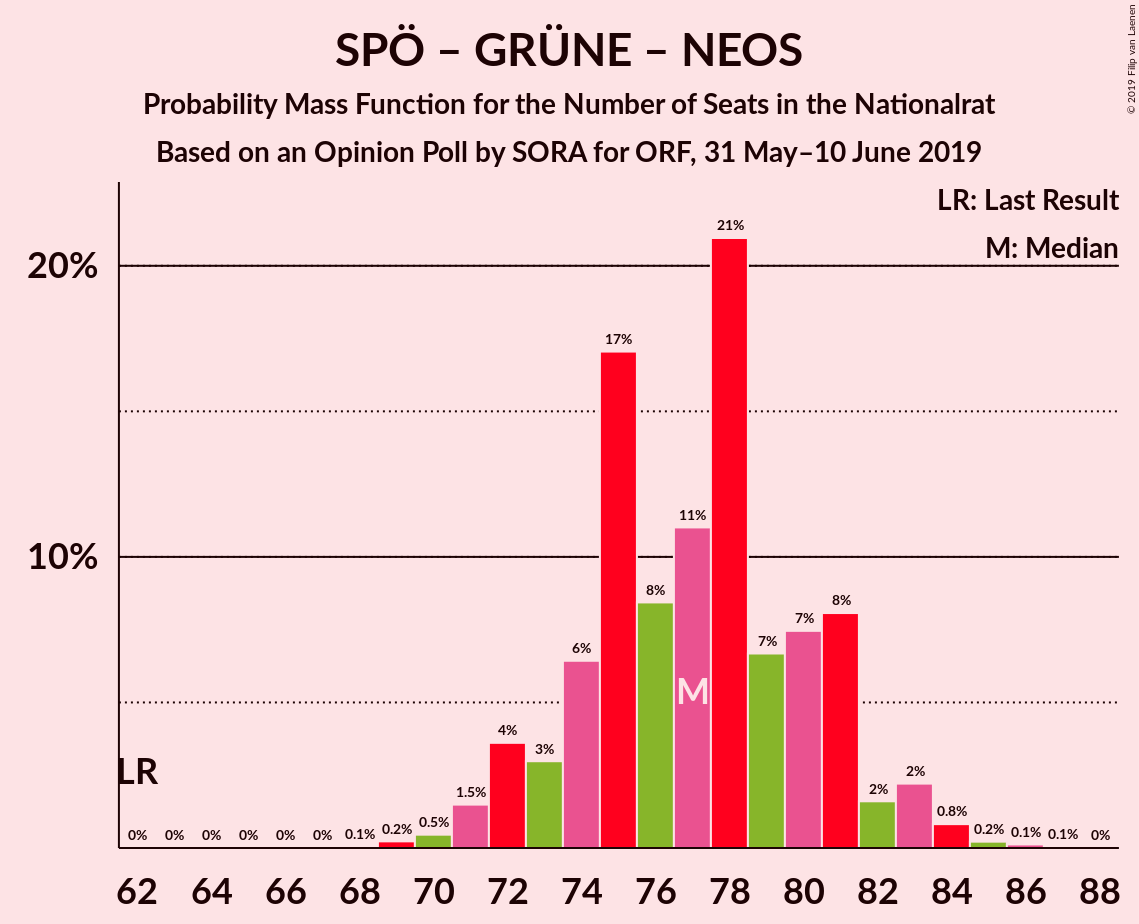 SPÖ – GRÜNE – NEOS
Probability Mass Function for the Number of Seats in the Nationalrat
Based on an Opinion Poll by SORA for ORF, 31 May–10 June 2019
© 2019 Filip van Laenen
LR: Last Result
M: Median
20%
10%
21%
17%
11%
8%
8%
7%
7%
6%
M
4%
3%
LR
2%
2%
1.5%
0.8%
0.5%
0.2%
0.2%
0.1%
0.1%
0.1%
0% 0% 0% 0% 0% 0% 0%
62 64 66 68 70 72 74 76 78 80 82 84 86 88